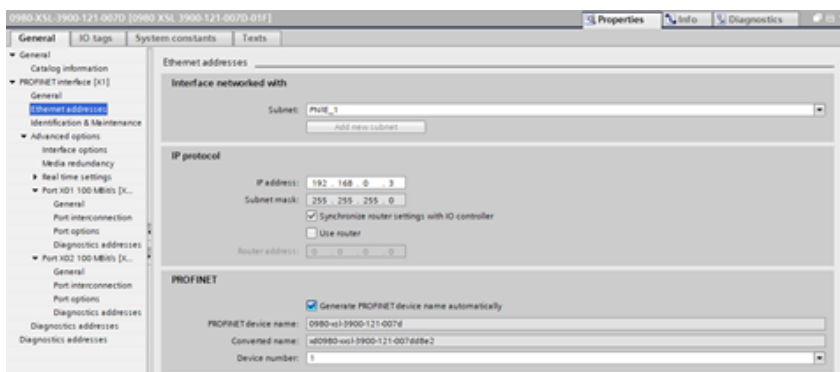 0980-XSL-3900-121-007D [0980 XSL 3900-121-007D-01F]
Properties
Info
Diagnostics
General
IO tags
System constants
Texts
General
Catalog information
PROFINET interface [X1]
General
Ethernet addresses
Identification & Maintenance
Advanced options
Interface options
Media redundancy
Real time settings
Port X01 100 MBit/s [X...
General
Port interconnection
Port options
Diagnostics addresses
Port X02 100 MBit/s [X...
General
Port interconnection
Port options
Diagnostics addresses
Diagnostics addresses
Diagnostics addresses
Ethernet addresses
Interface networked with
Subnet: PN/IE_1
Add new subnet
IP protocol
IP address: 192 . 168 . 0 . 3
Subnet mask: 255 . 255 . 255 . 0
Synchronize router settings with IO controller
Use router
Router address: 0 . 0 . 0 . 0
PROFINET
Generate PROFINET device name automatically
PROFINET device name: 0980-xsl-3900-121-007d
Converted name:
Device number: 1